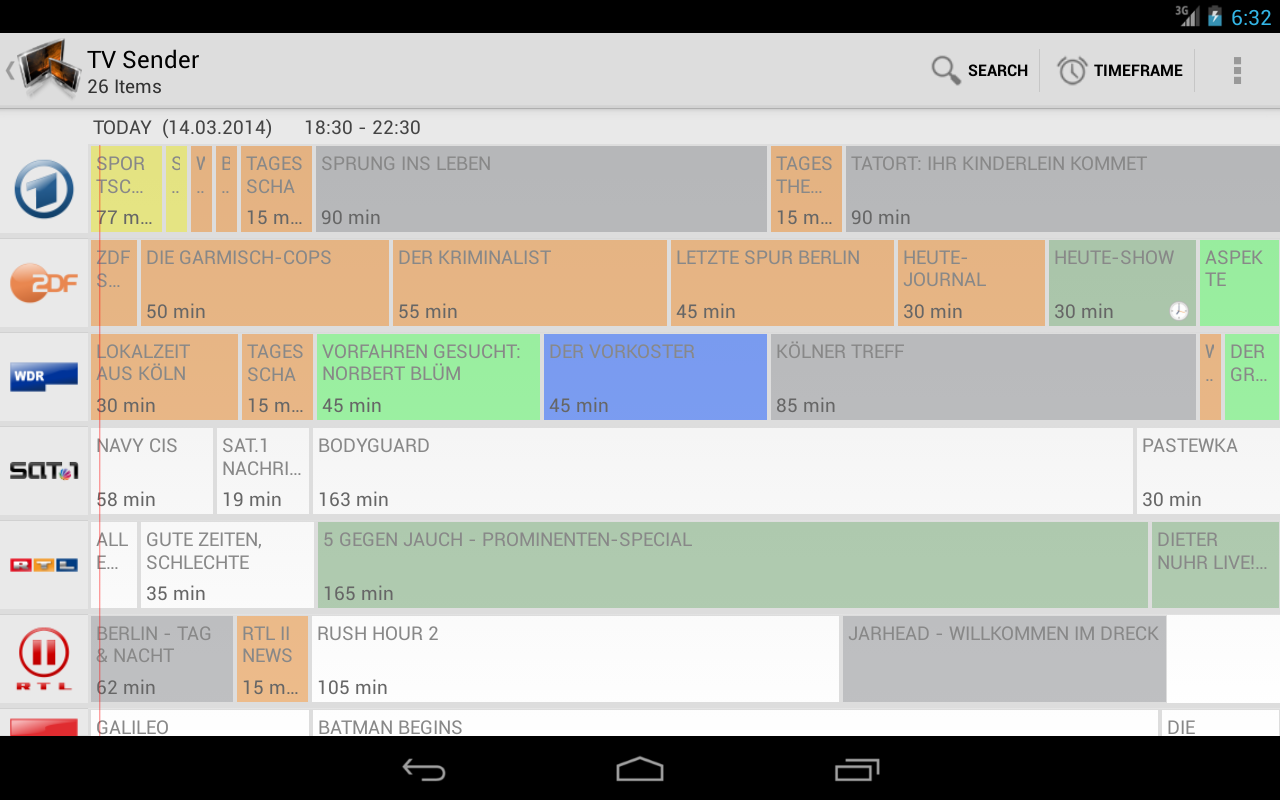 3G 6:32
TV Sender
26 Items
SEARCH
TIMEFRAME
TODAY (14.03.2014) 18:30 - 22:30
1
SPOR
TSC...
77 m...
S
..
W
..
B
..
TAGES
SCHA
15 m...
SPRUNG INS LEBEN
90 min
TAGES
THE...
15 m...
TATORT: IHR KINDERLEIN KOMMET
90 min
ZDF
ZDF
S...
DIE GARMISCH-COPS
50 min
DER KRIMINALIST
55 min
LETZTE SPUR BERLIN
45 min
HEUTE-
JOURNAL
30 min
HEUTE-SHOW
30 min
ASPEK
TE
WDR
LOKALZEIT
AUS KÖLN
30 min
TAGES
SCHA
15 m...
VORFAHREN GESUCHT:
NORBERT BLÜM
45 min
DER VORKOSTER
45 min
KÖLNER TREFF
85 min
W
..
DER
GR...
SAT.1
NAVY CIS
58 min
SAT.1
NACHRI...
19 min
BODYGUARD
163 min
PASTEWKA
30 min
RTL
ALL
E...
GUTE ZEITEN,
SCHLECHTE
35 min
5 GEGEN JAUCH - PROMINENTEN-SPECIAL
165 min
DIETER
NUHR LIVE!...
II
RTL
BERLIN - TAG
& NACHT
62 min
RTL II
NEWS
15 m...
RUSH HOUR 2
105 min
JARHEAD - WILLKOMMEN IM DRECK
GALILEO
BATMAN BEGINS
DIE